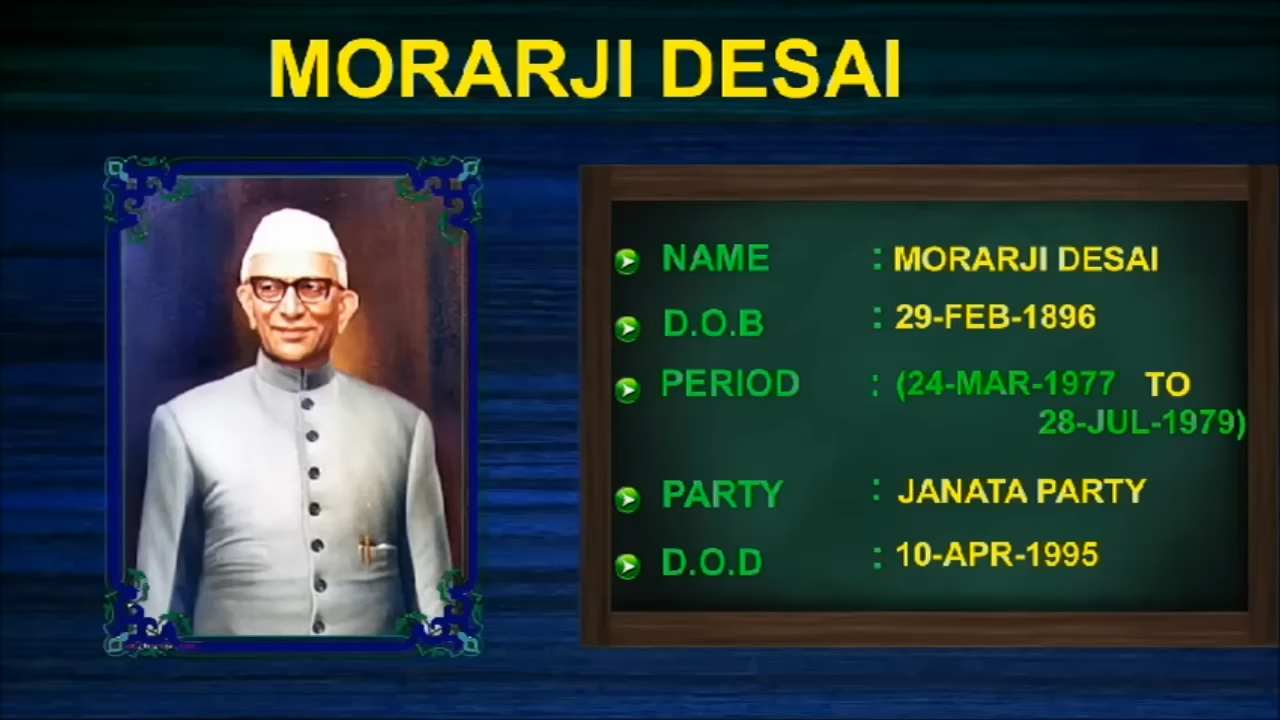 MORARJI DESAI
NAME : MORARJI DESAI
D.O.B : 29-FEB-1896
PERIOD : (24-MAR-1977 TO
28-JUL-1979)
PARTY : JANATA PARTY
D.O.D : 10-APR-1995